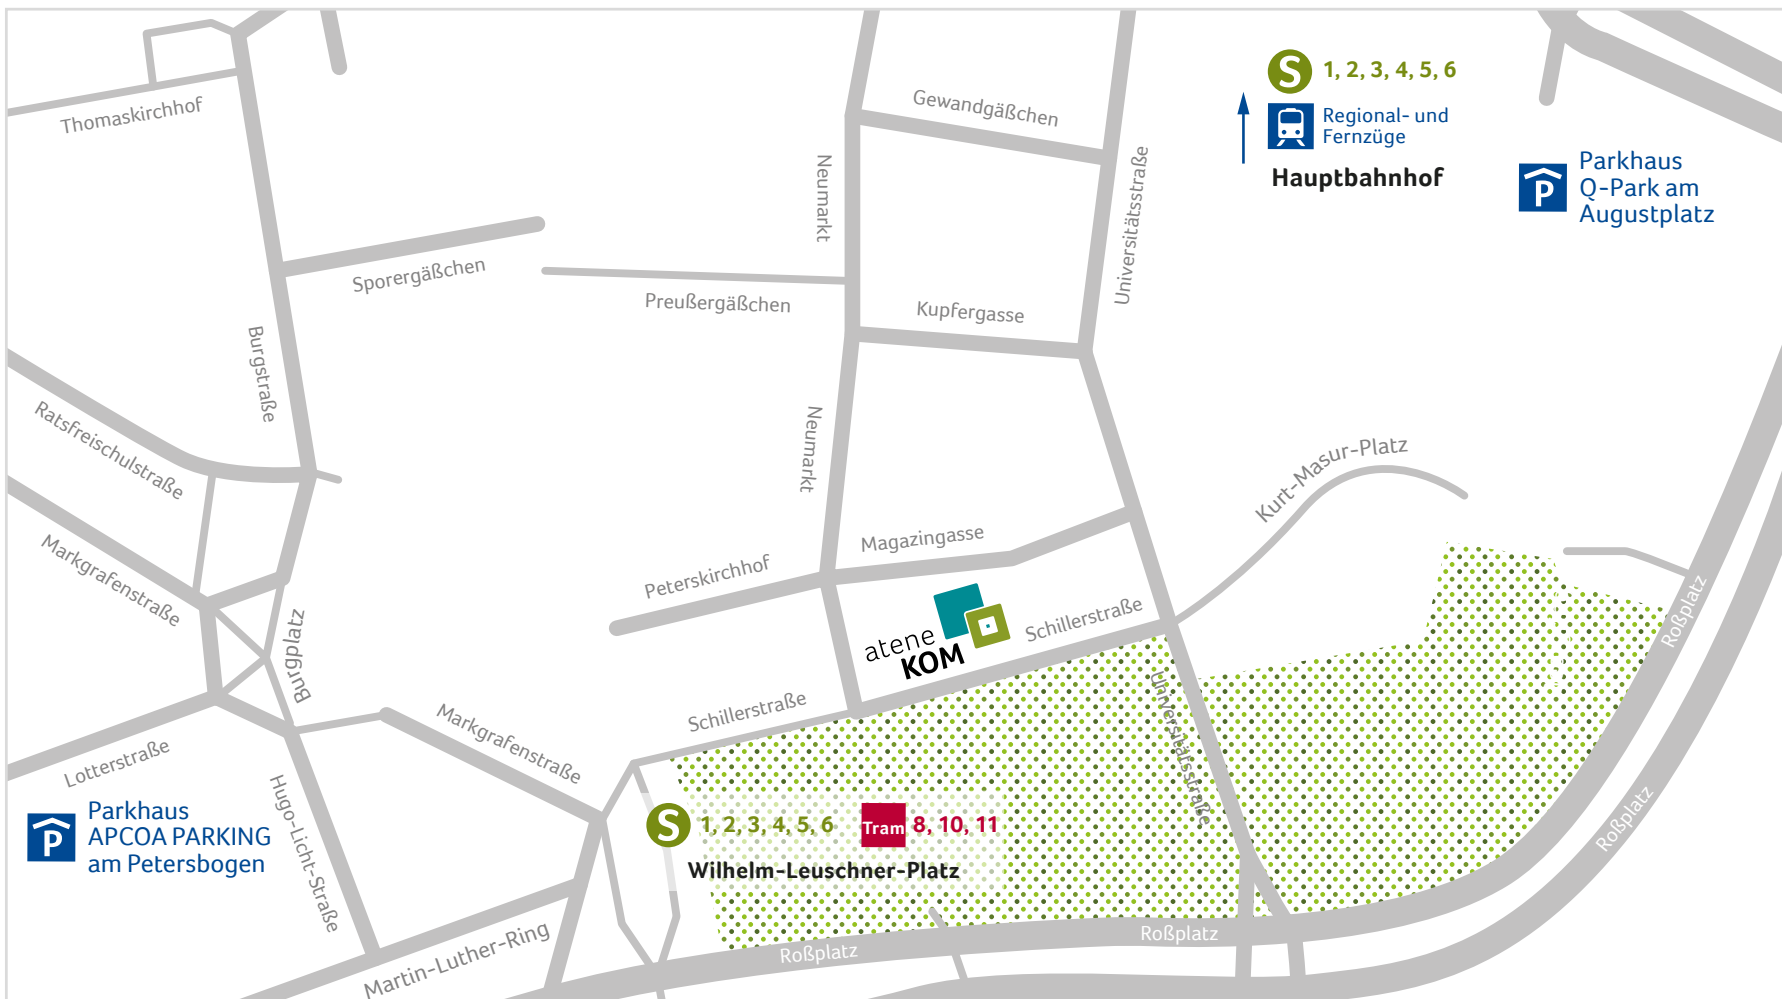 S 1, 2, 3, 4, 5, 6
Regional- und
Fernzüge
Hauptbahnhof
P
Parkhaus
Q-Park am
Augustplatz
Thomaskirchhof
Gewandgäßchen
Neumarkt
Universitätsstraße
Sporergäßchen
Preußergäßchen
Kupfergasse
Burgstraße
Ratsfreischulstraße
Neumarkt
Kurt-Masur-Platz
Markgrafenstraße
Magazingasse
Peterskirchhof
atene
KOM
Schillerstraße
Roßplatz
Burgplatz
Schillerstraße
Markgrafenstraße
Universitätsstraße
Lotterstraße
Hugo-Licht-Straße
P
Parkhaus
APCOA PARKING
am Petersbogen
S 1, 2, 3, 4, 5, 6 Tram 8, 10, 11
Wilhelm-Leuschner-Platz
Roßplatz
Martin-Luther-Ring
Roßplatz
Roßplatz